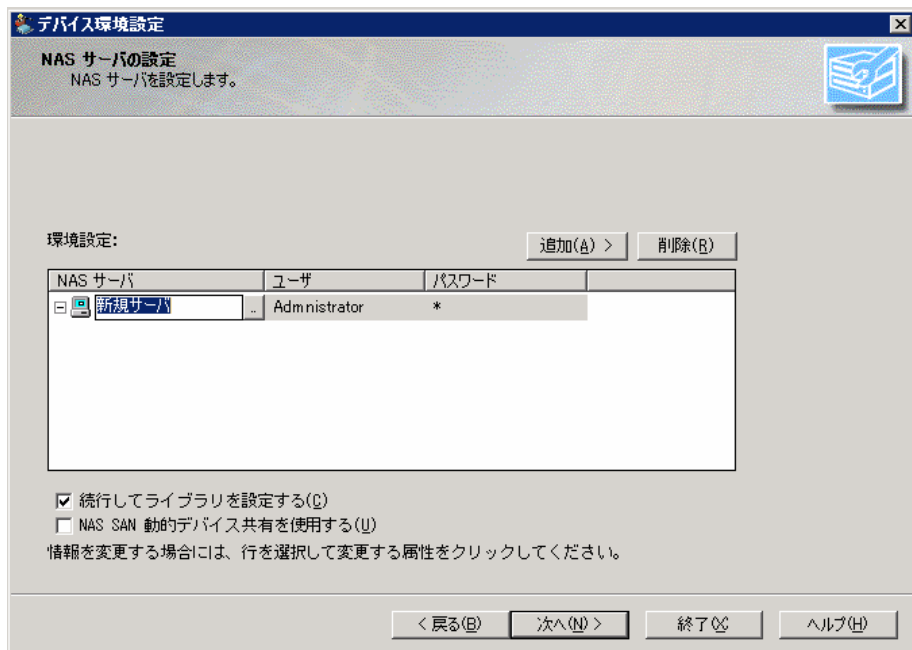 デバイス環境設定
NAS サーバの設定
NAS サーバを設定します。
環境設定:
追加(A) >
削除(R)
NAS サーバ ユーザ パスワード
新規サーバ .. Admnistrator *
続行してライブラリを設定する(C)
NAS SAN 動的デバイス共有を使用する(U)
情報を変更する場合には、行を選択して変更する属性をクリックしてください。
< 戻る(B) 次へ(N) > 終了(X) ヘルプ(H)